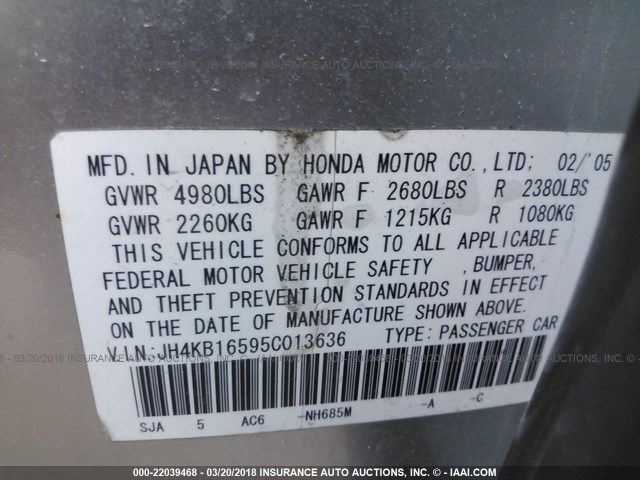 MFD. IN JAPAN BY HONDA MOTOR CO.,LTD; 02/'05
GVWR 4980LBS GAWR F 2680LBS R 2380LBS
GVWR 2260KG GAWR F 1215KG R 1080KG
THIS VEHICLE CONFORMS TO ALL APPLICABLE
FEDERAL MOTOR VEHICLE SAFETY , BUMPER,
AND THEFT PREVENTION STANDARDS IN EFFECT
ON THE DATE OF MANUFACTURE SHOWN ABOVE.
VIN:JH4KB16595C013636 TYPE: PASSENGER CAR
SJA 5 AC6 -NH685M -A -C
000-22039468 - 03/20/2018 INSURANCE AUTO AUCTIONS, INC. - © - IAAI.COM